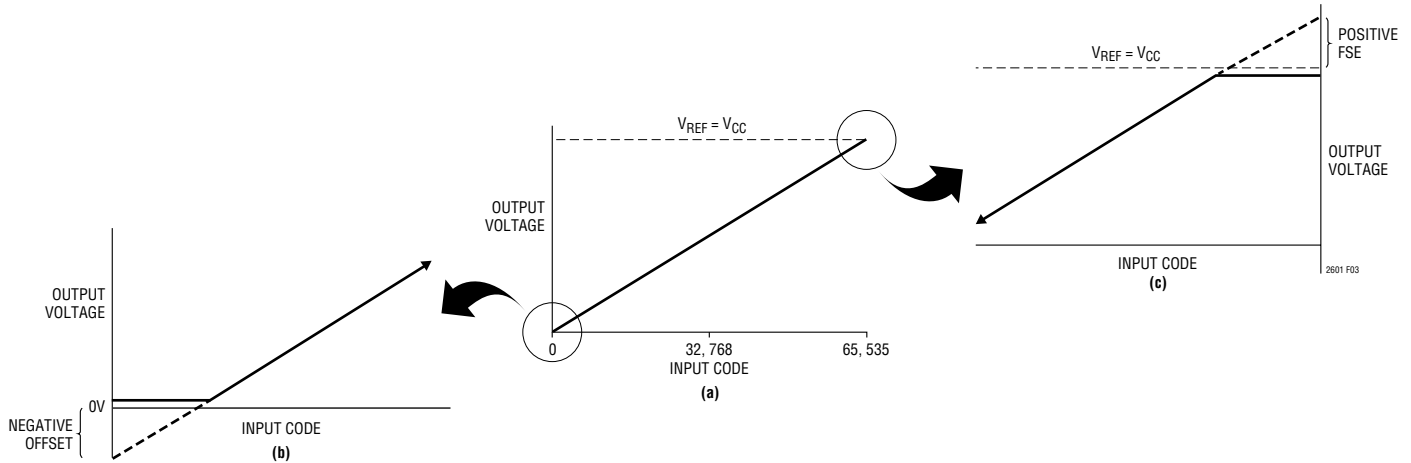 OUTPUT
VOLTAGE
0V
NEGATIVE
OFFSET
INPUT CODE
(b)
V_REF = V_CC
OUTPUT
VOLTAGE
0
32, 768
65, 535
INPUT CODE
(a)
V_REF = V_CC
POSITIVE
FSE
OUTPUT
VOLTAGE
INPUT CODE
(c)
2601 F03